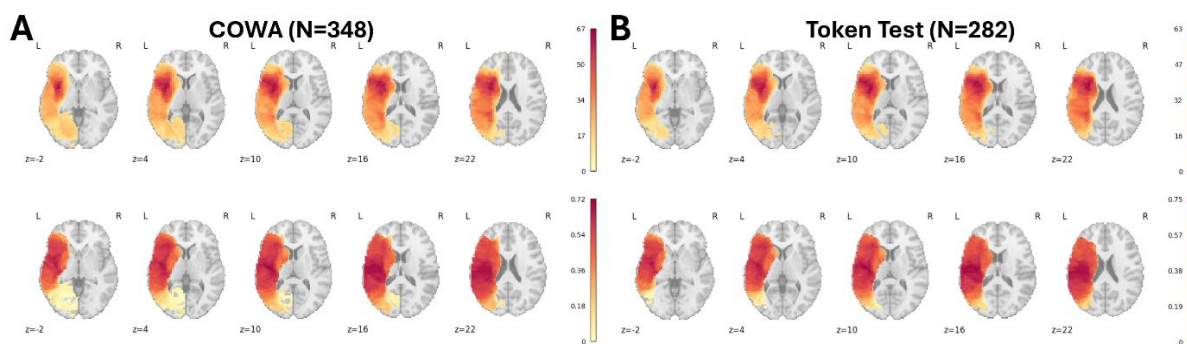 A COWA (N=348)
L R L R L R L R L R
67
50
34
17
0
z=-2 z=4 z=10 z=16 z=22
L R L R L R L R L R
0.72
0.54
0.36
0.18
0.0
z=-2 z=4 z=10 z=16 z=22
B Token Test (N=282)
L R L R L R L R L R
63
47
32
16
0
z=-2 z=4 z=10 z=16 z=22
L R L R L R L R L R
0.75
0.57
0.38
0.19
z=-2 z=4 z=10 z=16 z=22